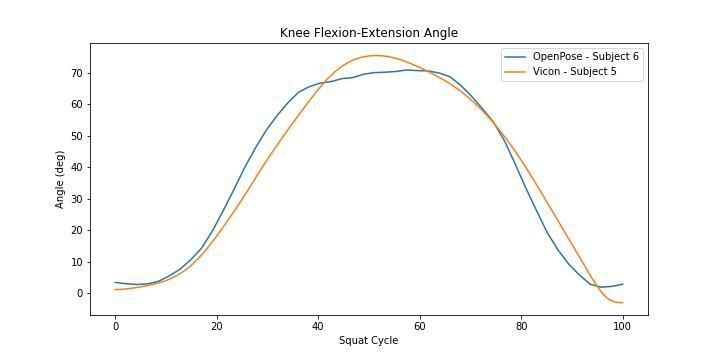 Knee Flexion-Extension Angle
OpenPose - Subject 6
Vicon - Subject 5
70
60
50
40
30
20
10
0
Angle (deg)
0 20 40 60 80 100
Squat Cycle